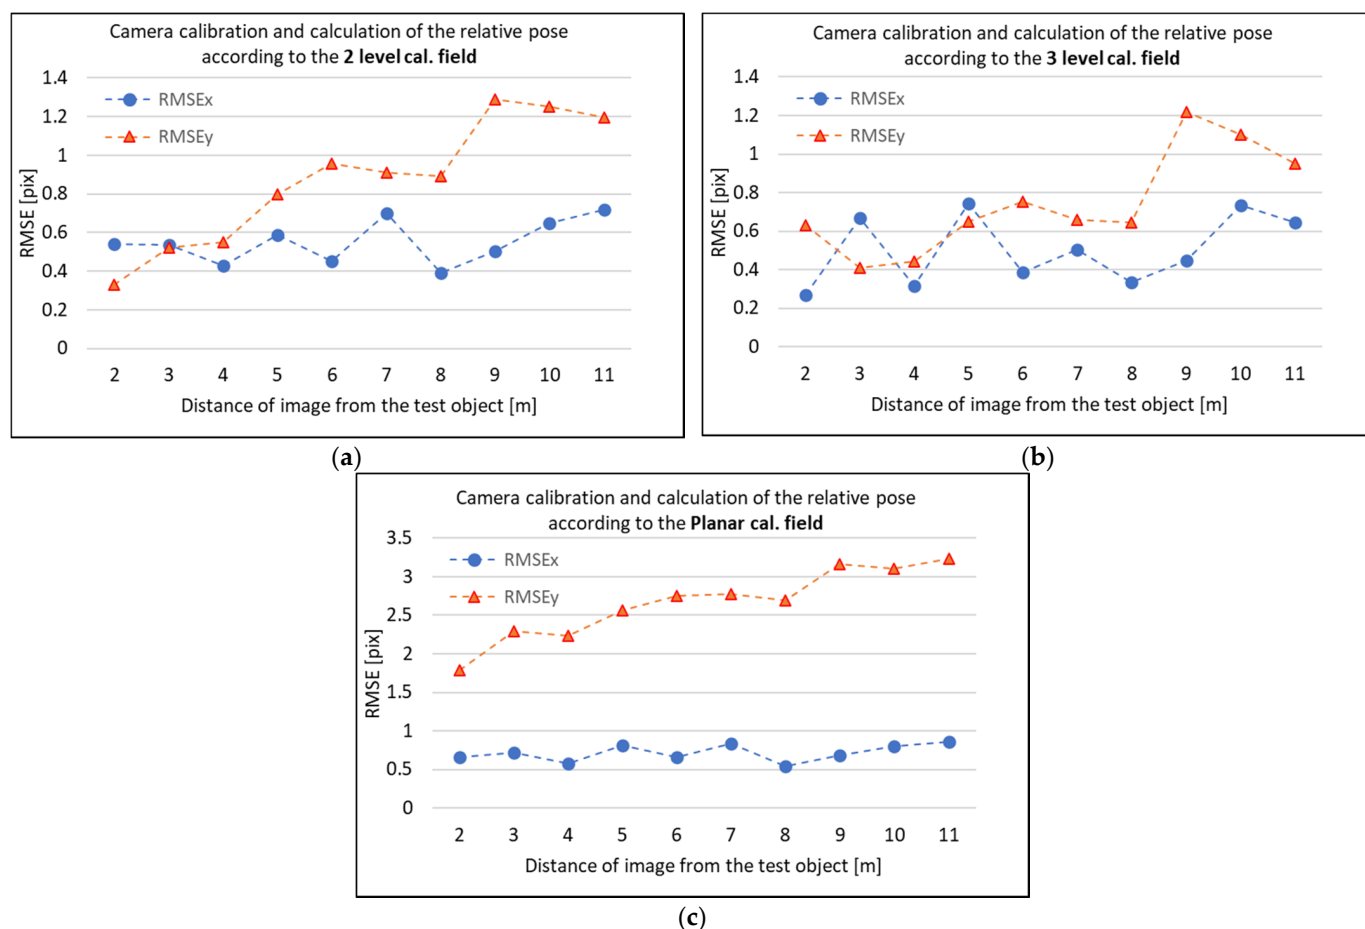 Camera calibration and calculation of the relative pose
according to the 2 level cal. field
1.4
1.2
1
0.8
0.6
0.4
0.2
0
RMSE [pix]
RMSEx
RMSEy
2 3 4 5 6 7 8 9 10 11
Distance of image from the test object [m]
(a)
Camera calibration and calculation of the relative pose
according to the 3 level cal. field
1.4
1.2
1
0.8
0.6
0.4
0.2
0
RMSE [pix]
RMSEx
RMSEy
2 3 4 5 6 7 8 9 10 11
Distance of image from the test object [m]
(b)
Camera calibration and calculation of the relative pose
according to the Planar cal. field
3.5
3
2.5
2
1.5
1
0.5
0
RMSE [pix]
RMSEx
RMSEy
2 3 4 5 6 7 8 9 10 11
Distance of image from the test object [m]
(c)